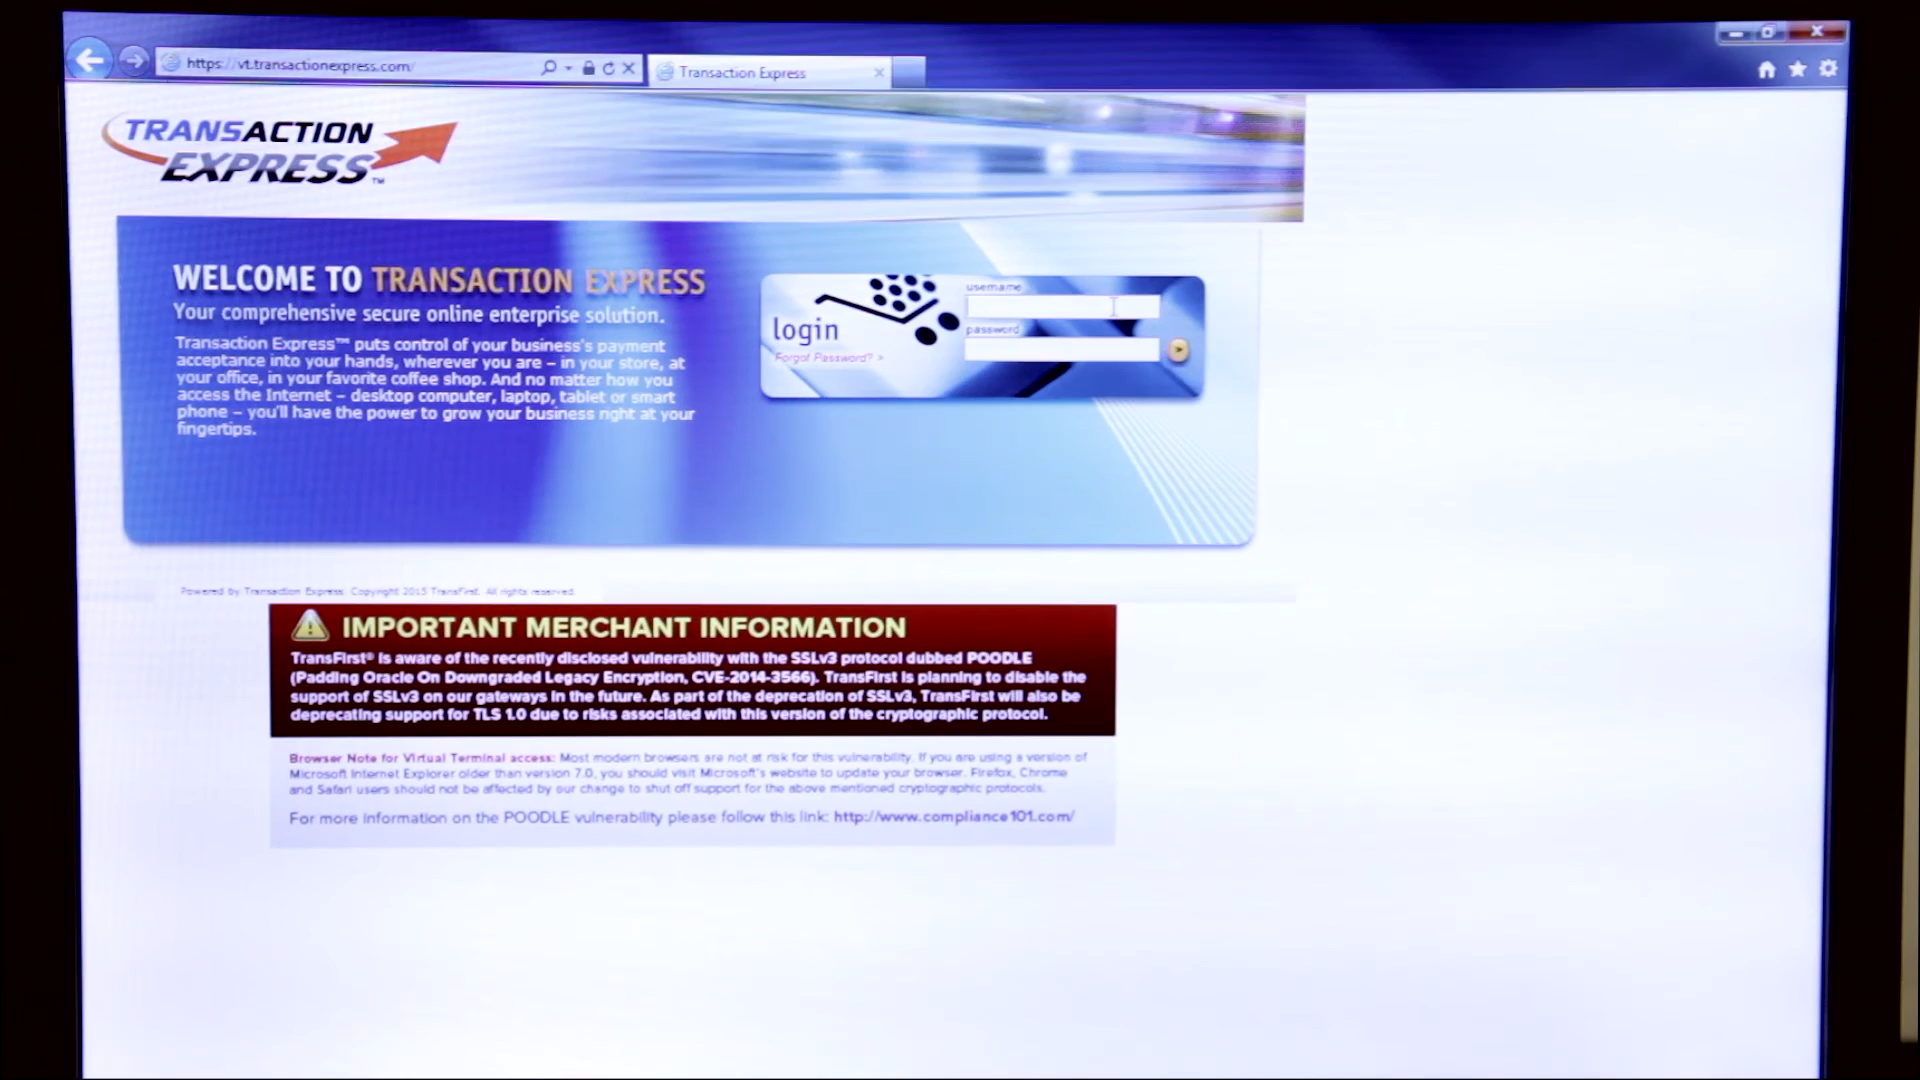 https://vt.transactionexpress.com/
Transaction Express
TRANSACTION
EXPRESS™
WELCOME TO TRANSACTION EXPRESS
Your comprehensive secure online enterprise solution.
Transaction Express™ puts control of your business's payment
acceptance into your hands, wherever you are – in your store, at
your office, in your favorite coffee shop. And no matter how you
access the Internet – desktop computer, laptop, tablet or smart
phone – you'll have the power to grow your business right at your
fingertips.
login
Forgot Password? >
username
password
Powered by Transaction Express. Copyright 2015 TransFirst. All rights reserved.
IMPORTANT MERCHANT INFORMATION
TransFirst® is aware of the recently disclosed vulnerability with the SSLv3 protocol dubbed POODLE
(Padding Oracle On Downgraded Legacy Encryption, CVE-2014-3566). TransFirst is planning to disable the
support of SSLv3 on our gateways in the future. As part of the deprecation of SSLv3, TransFirst will also be
deprecating support for TLS 1.0 due to risks associated with this version of the cryptographic protocol.
Browser Note for Virtual Terminal access: Most modern browsers are not at risk for this vulnerability. If you are using a version of
Microsoft Internet Explorer older than version 7.0, you should visit Microsoft's website to update your browser. Firefox, Chrome
and Safari users should not be affected by our change to shut off support for the above mentioned cryptographic protocols.
For more information on the POODLE vulnerability please follow this link: http://www.compliance101.com/